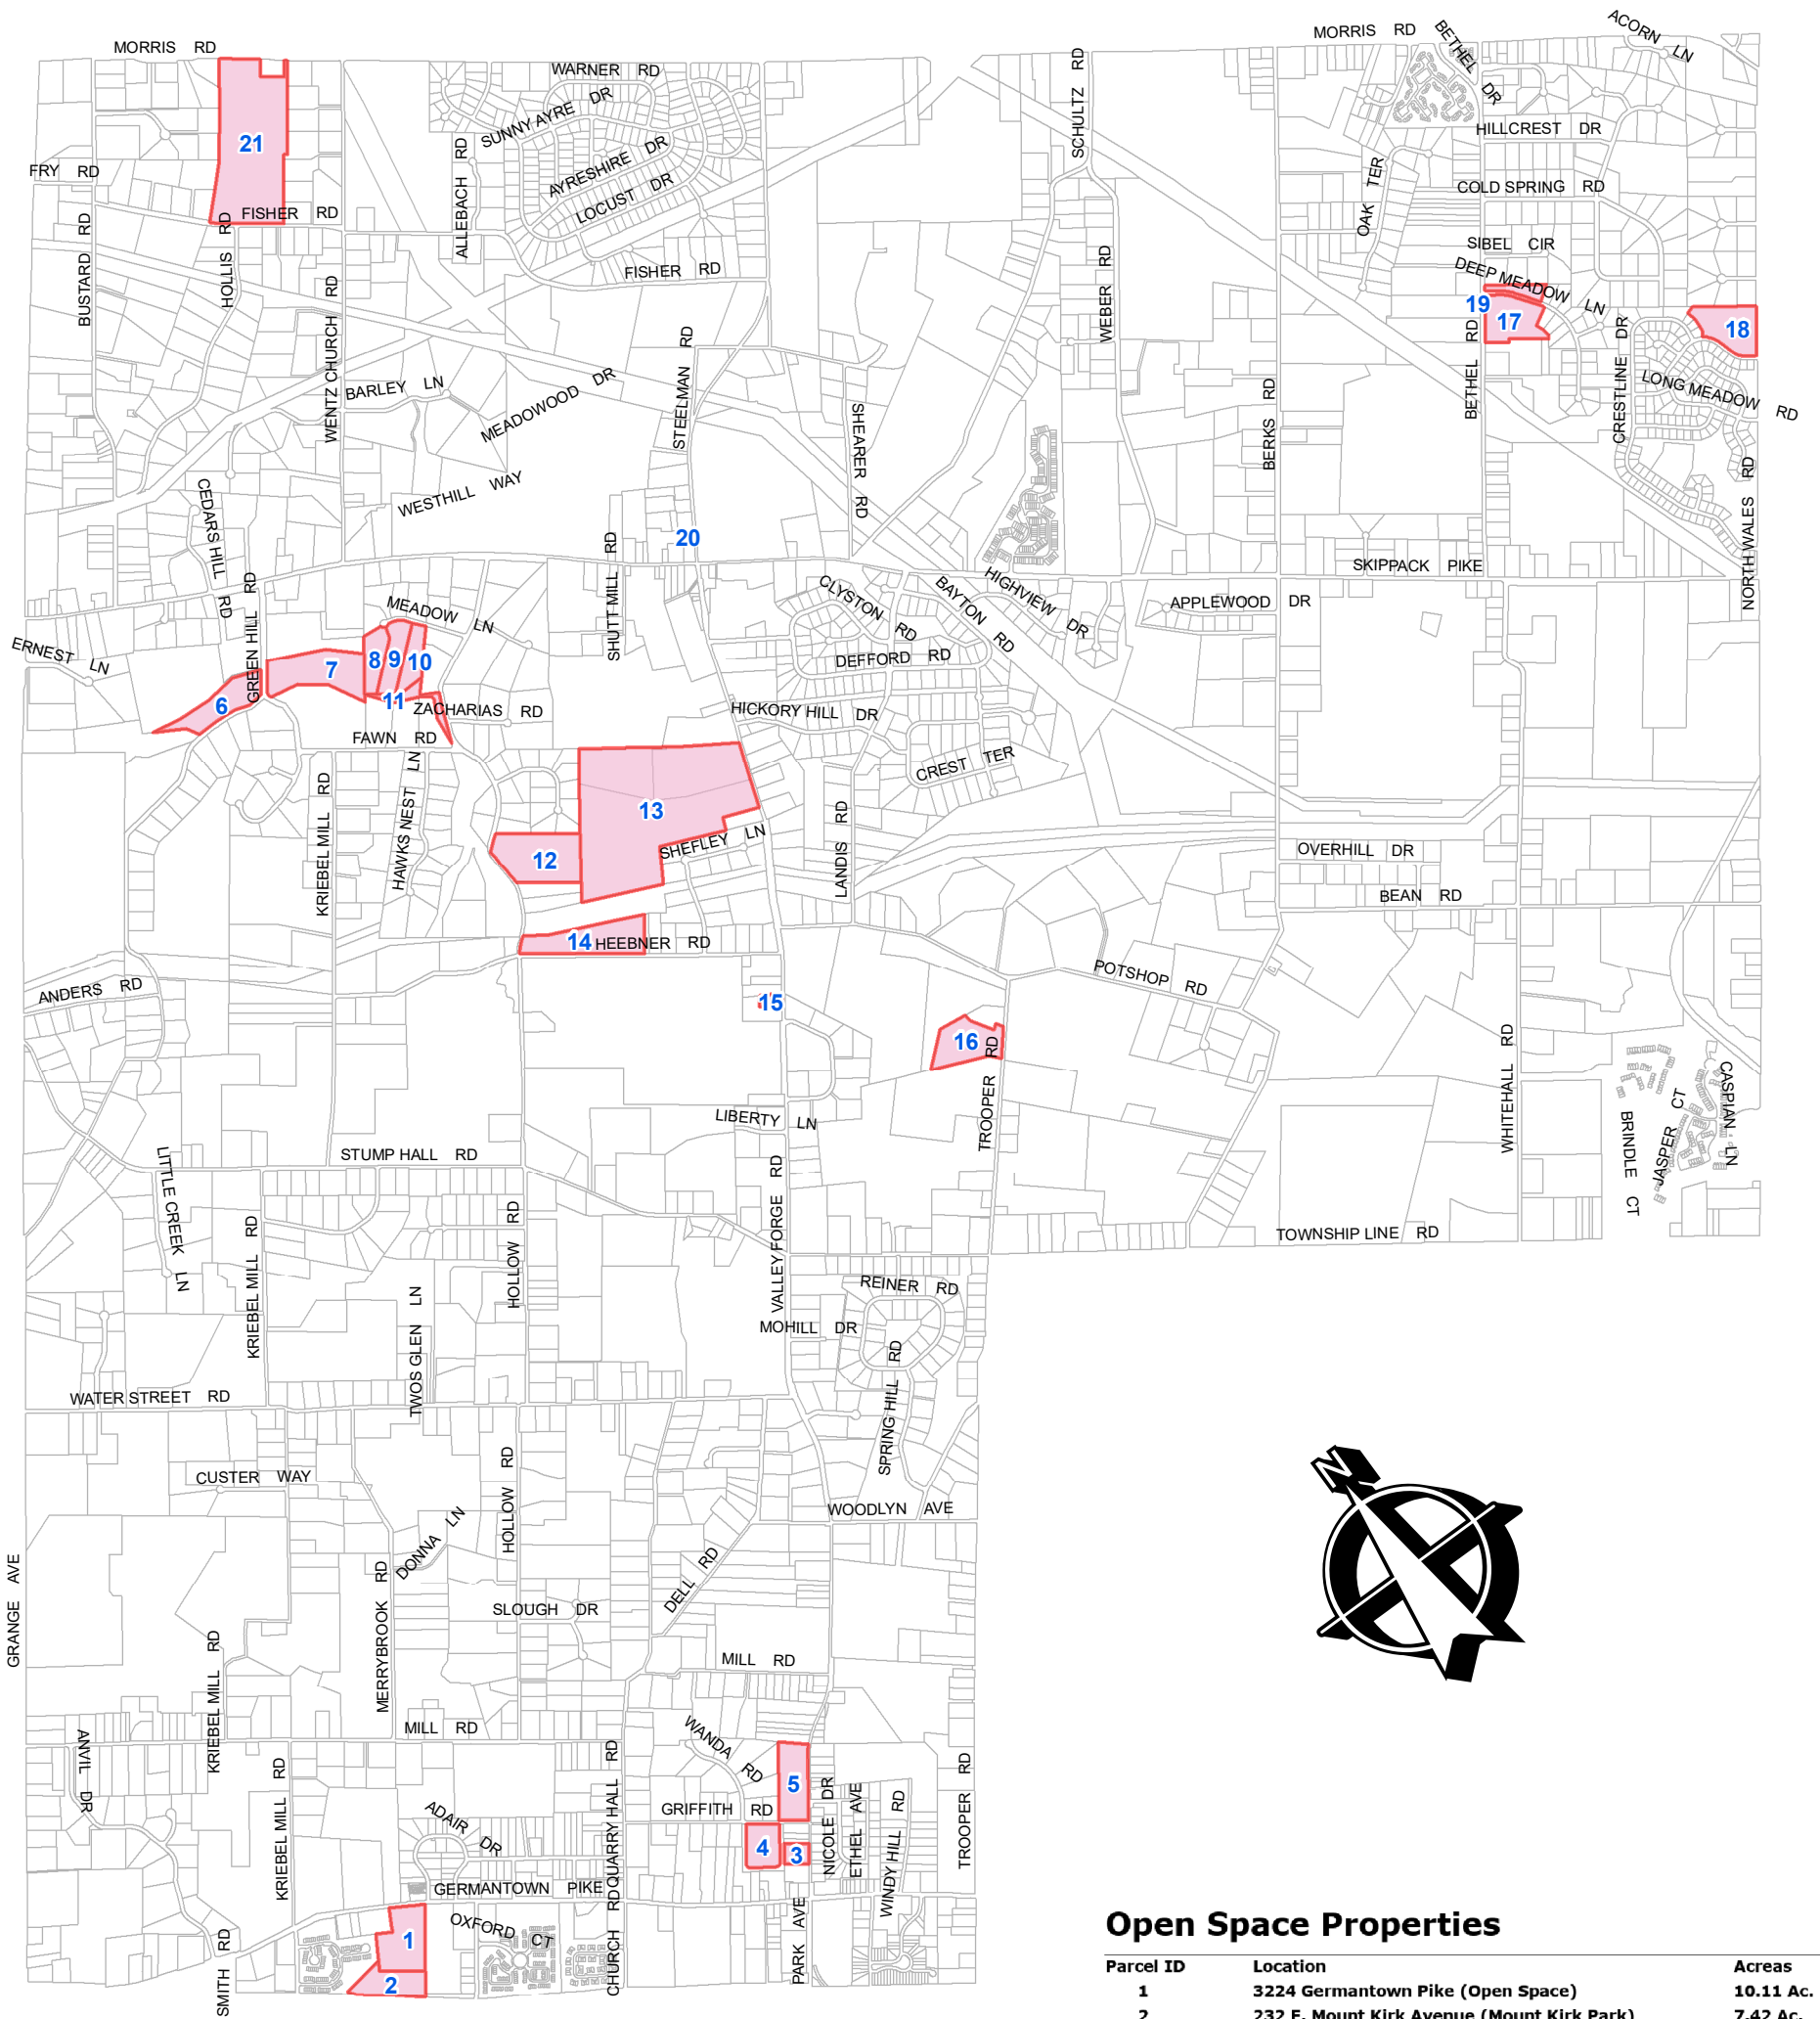 MORRIS RD
MORRIS RD
BETHEL DR
ACORN LN
WARNER RD
SUNNY AYRE DR
AYRESHIRE DR
LOCUST DR
ALLEBACH RD
SCHULTZ RD
HILLCREST DR
COLD SPRING RD
OAK TER
SIBEL CIR
DEEP MEADOW LN
21
FRY RD
FISHER RD
BUSTARD RD
HOLLIS RD
WENTZ CHURCH RD
FISHER RD
WEBER RD
19
17
18
BETHEL RD
CRESTLINE DR
LONG MEADOW RD
BARLEY LN
MEADOWOOD DR
STEELMAN RD
SHEARER RD
BERKS RD
NORTH WALES RD
WESTHILL WAY
CEDARS HILL RD
20
SHUTT MILL RD
SKIPPACK PIKE
GREEN HILL RD
MEADOW LN
CLYSTON RD
BAYTON RD
HIGHVIEW DR
APPLEWOOD DR
ERNEST LN
6
7
8
9
10
11
DEFFORD RD
ZACHARIAS RD
HICKORY HILL DR
FAWN RD
CREST TER
KRIEBEL MILL RD
HAWKS NEST LN
13
12
SHEFLEY LN
LANDIS RD
OVERHILL DR
BEAN RD
14
HEEBNER RD
ANDERS RD
POTSHOP RD
15
16
TROOPER RD
WHITEHALL RD
BRINDLE CT
JASPER CT
CASPIAN LN
LIBERTY LN
STUMP HALL RD
LITTLE CREEK LN
KRIEBEL MILL RD
HOLLOW RD
VALLEY FORGE RD
TOWNSHIP LINE RD
REINER RD
MOHILL DR
TWOS GLEN LN
SPRING HILL RD
WATER STREET RD
CUSTER WAY
HOLLOW RD
WOODLYN AVE
N
DONNA LN
DELL RD
GRANGE AVE
MERRYBROOK RD
SLOUGH DR
KRIEBEL MILL RD
MILL RD
MILL RD
ANVIL DR
WANDA RD
5
KRIEBEL MILL RD
QUARRY HALL RD
GRIFFITH RD
NICOLE DR
ETHEL AVE
WINDY HILL RD
TROOPER RD
ADAIR DR
4
3
GERMANTOWN PIKE
1
OXFORD CT
CHURCH RD
PARK AVE
SMITH RD
2
Open Space Properties
Parcel ID Location Acreas
1 3224 Germantown Pike (Open Space) 10.11 Ac.
2 232 E. Mount Kirk Avenue (Mount Kirk Park) 7.42 Ac.